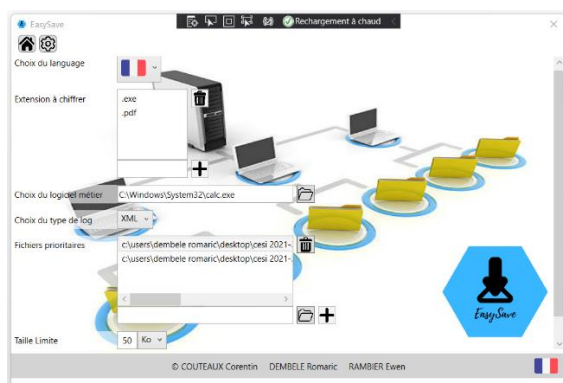 EasySave
Rechargement à chaud
Choix du language
Extension à chiffrer
.exe
.pdf
Choix du logiciel métier
C:\Windows\System32\calc.exe
Choix du type de log
XML
Fichiers prioritaires
c:\users\dembele romaric\desktop\cesi 2021-
c:\users\dembele romaric\desktop\cesi 2021-
EasySave
Taille Limite
50 Ko
© COUTEAUX Corentin DEMBELE Romaric RAMBIER Ewen